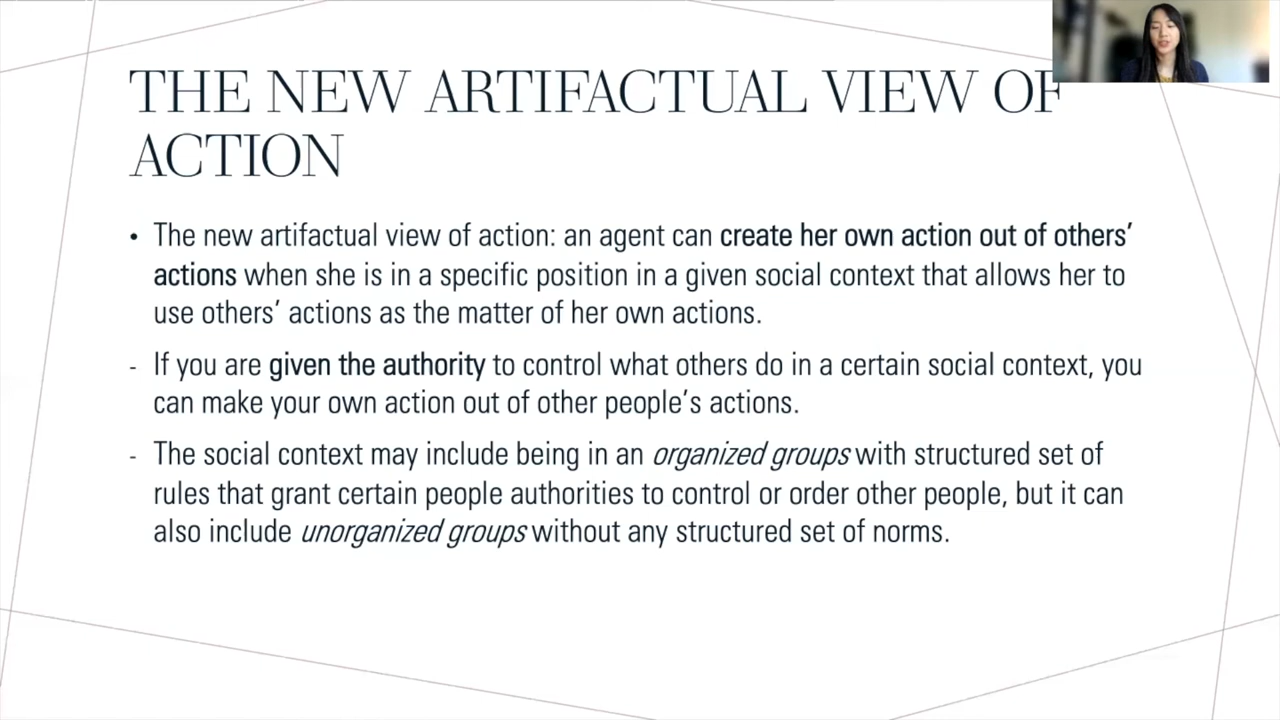 THE NEW ARTIFACTUAL VIEW OF
ACTION
• The new artifactual view of action: an agent can create her own action out of others’
actions when she is in a specific position in a given social context that allows her to
use others’ actions as the matter of her own actions.
- If you are given the authority to control what others do in a certain social context, you
can make your own action out of other people’s actions.
- The social context may include being in an organized groups with structured set of
rules that grant certain people authorities to control or order other people, but it can
also include unorganized groups without any structured set of norms.